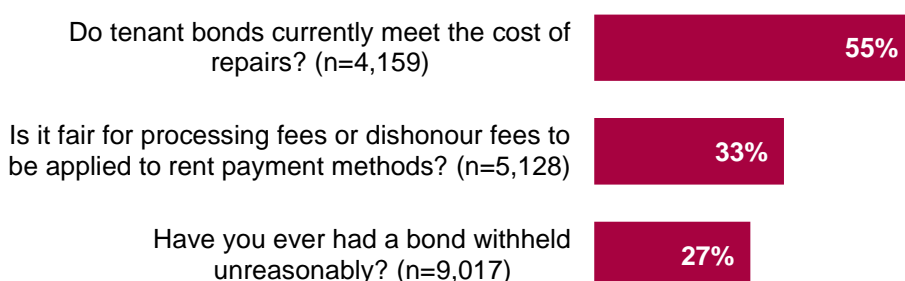 Do tenant bonds currently meet the cost of
repairs? (n=4,159)
55%
Is it fair for processing fees or dishonour fees to
be applied to rent payment methods? (n=5,128)
33%
Have you ever had a bond withheld
unreasonably? (n=9,017)
27%